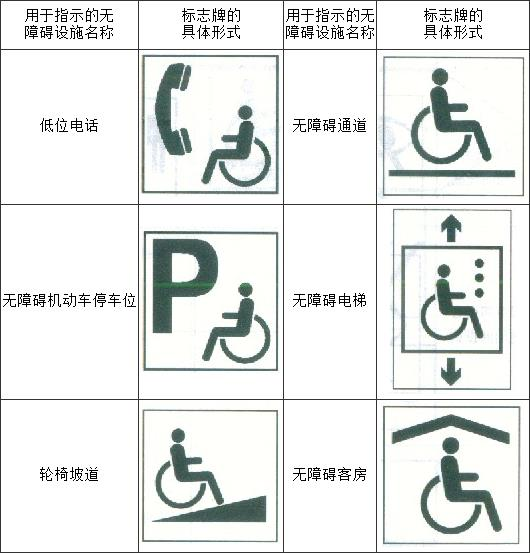 用于指示的无
障碍设施名称
标志牌的
具体形式
用于指示的无
障碍设施名称
标志牌的
具体形式
低位电话
无障碍通道
无障碍机动车停车位
P
无障碍电梯
轮椅坡道
无障碍客房